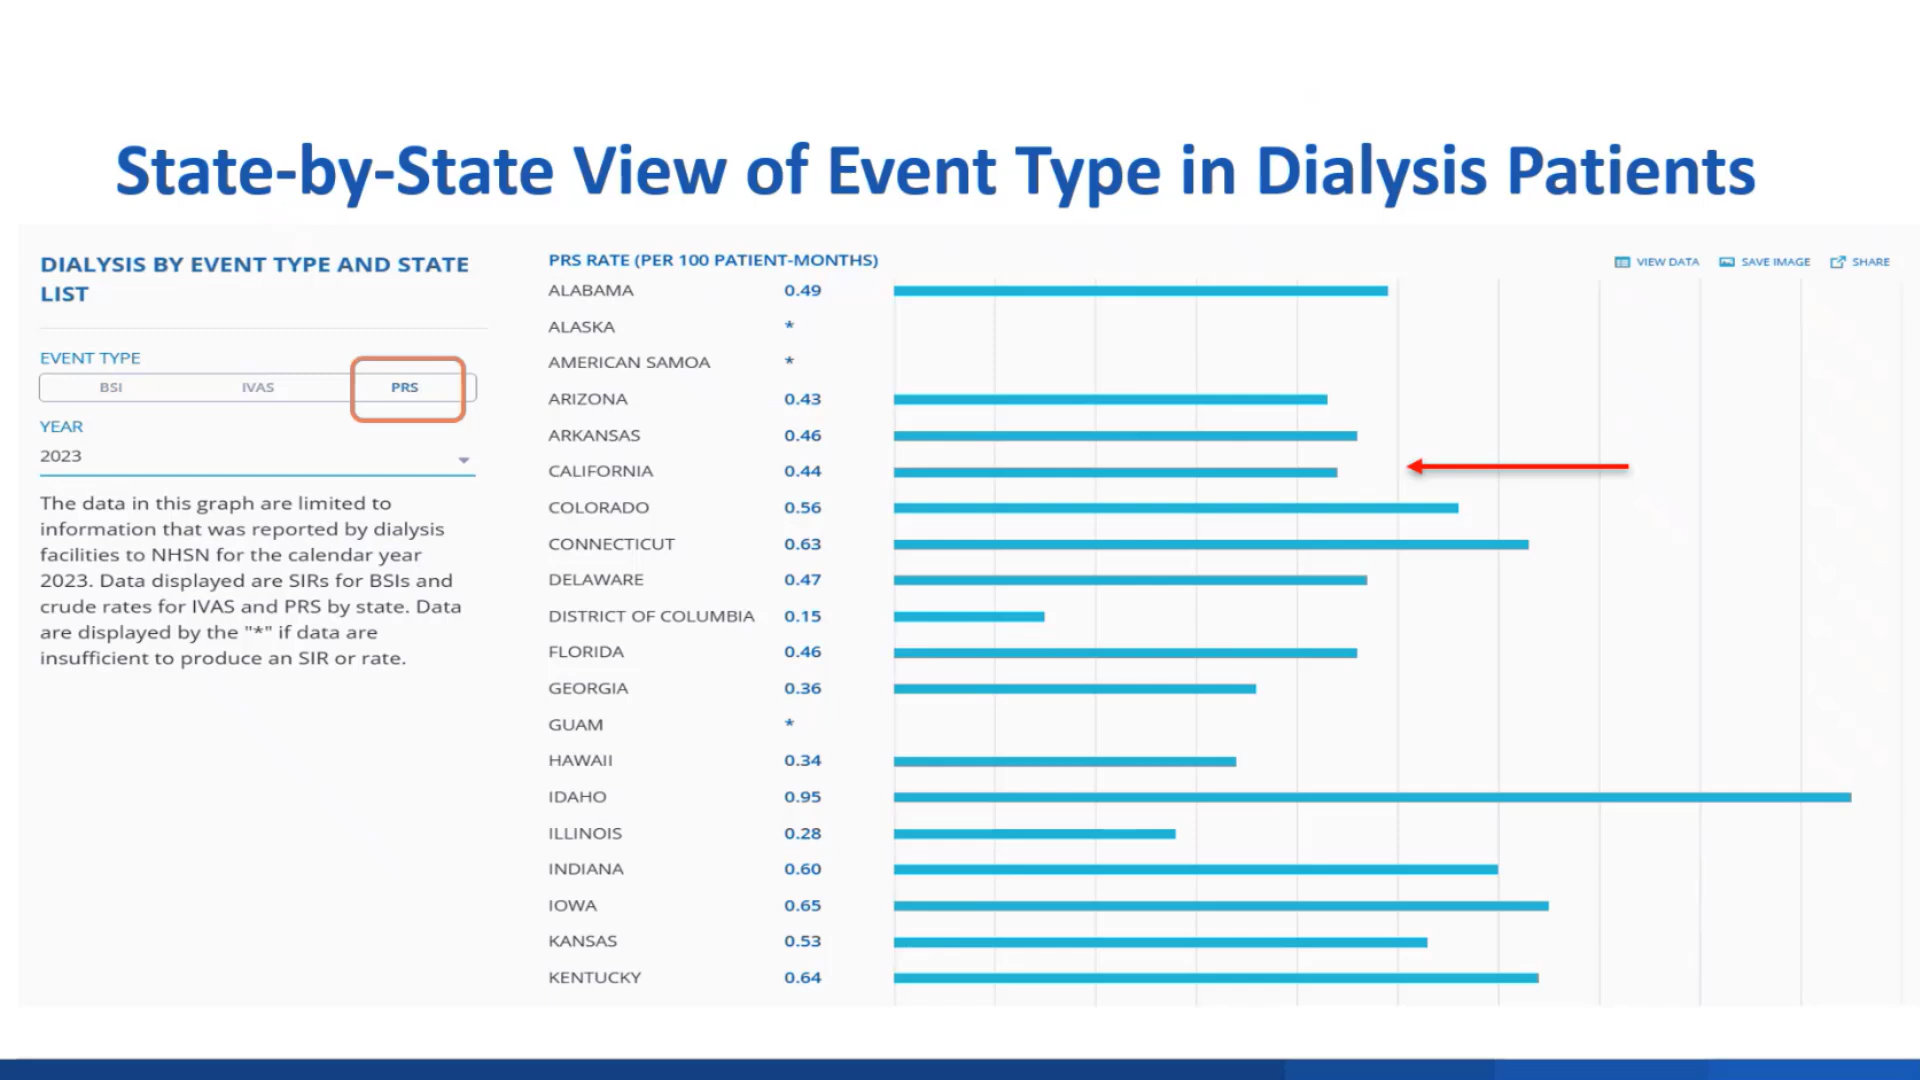 State-by-State View of Event Type in Dialysis Patients
DIALYSIS BY EVENT TYPE AND STATE
LIST
EVENT TYPE
BSI IVAS PRS
YEAR
2023
The data in this graph are limited to
information that was reported by dialysis
facilities to NHSN for the calendar year
2023. Data displayed are SIRs for BSIs and
crude rates for IVAS and PRS by state. Data
are displayed by the "*" if data are
insufficient to produce an SIR or rate.
PRS RATE (PER 100 PATIENT-MONTHS)
VIEW DATA SAVE IMAGE SHARE
ALABAMA 0.49
ALASKA *
AMERICAN SAMOA *
ARIZONA 0.43
ARKANSAS 0.46
CALIFORNIA 0.44
COLORADO 0.56
CONNECTICUT 0.63
DELAWARE 0.47
DISTRICT OF COLUMBIA 0.15
FLORIDA 0.46
GEORGIA 0.36
GUAM *
HAWAII 0.34
IDAHO 0.95
ILLINOIS 0.28
INDIANA 0.60
IOWA 0.65
KANSAS 0.53
KENTUCKY 0.64